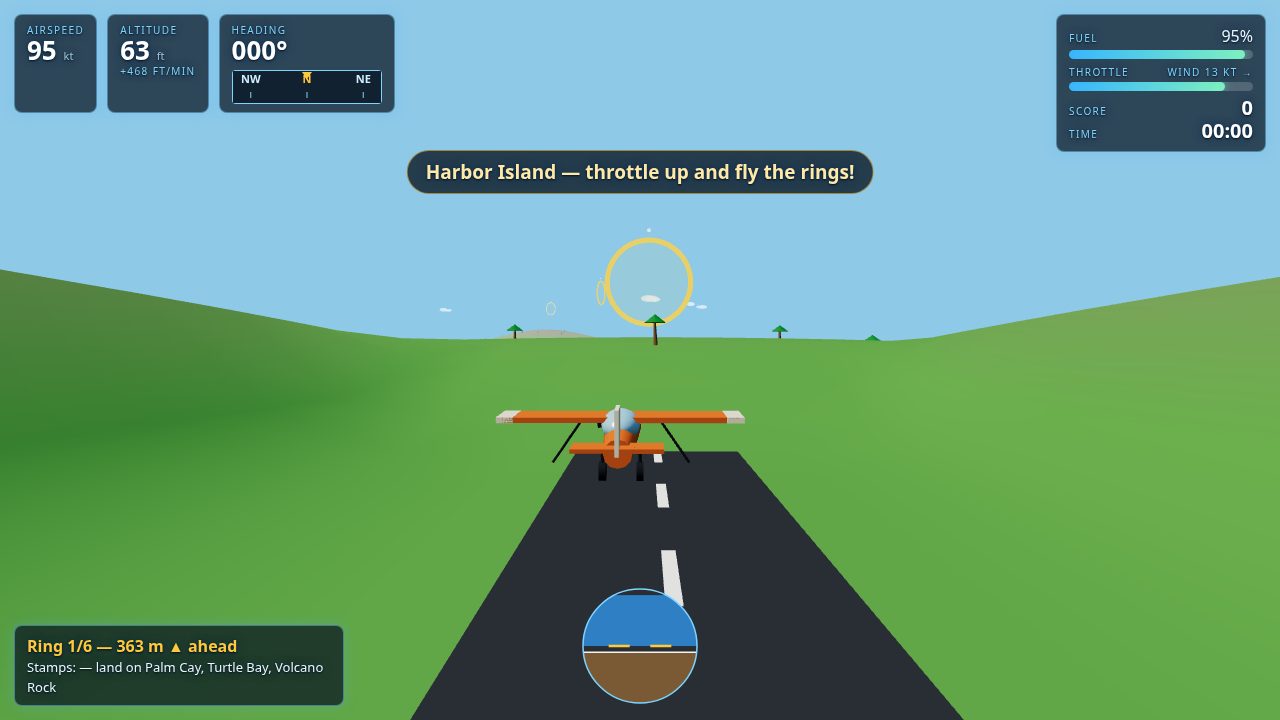 AIRSPEED
95 kt
ALTITUDE
63 ft
+468 FT/MIN
HEADING
000°
NW N NE
FUEL 95%
THROTTLE WIND 13 KT →
SCORE 0
TIME 00:00
Harbor Island — throttle up and fly the rings!
Ring 1/6 — 363 m ▲ ahead
Stamps: — land on Palm Cay, Turtle Bay, Volcano
Rock